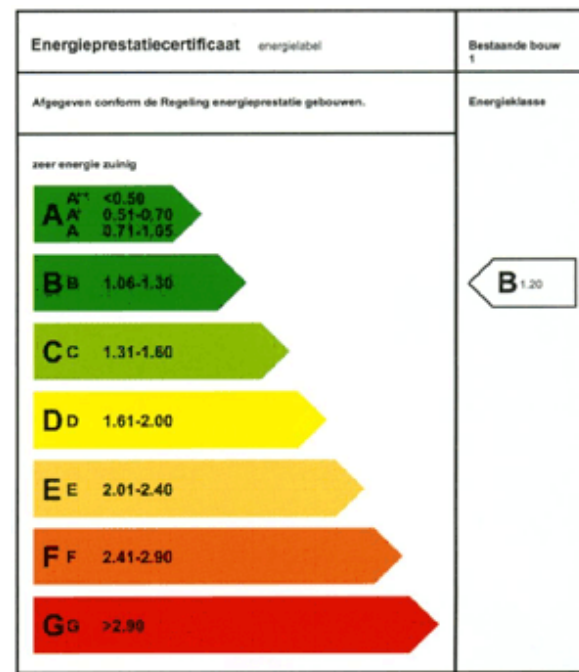 Energieprestatiecertificaat energielabel
Bestaande bouw
1
Afgegeven conform de Regeling energieprestatie gebouwen.
Energieklasse
zeer energie zuinig
A A++ <0.50
A+ 0.51-0,70
A 0.71-1,05
B B 1.06-1.30
B 1.20
C C 1.31-1.60
D D 1.61-2.00
E E 2.01-2.40
F F 2.41-2.90
G G >2.90